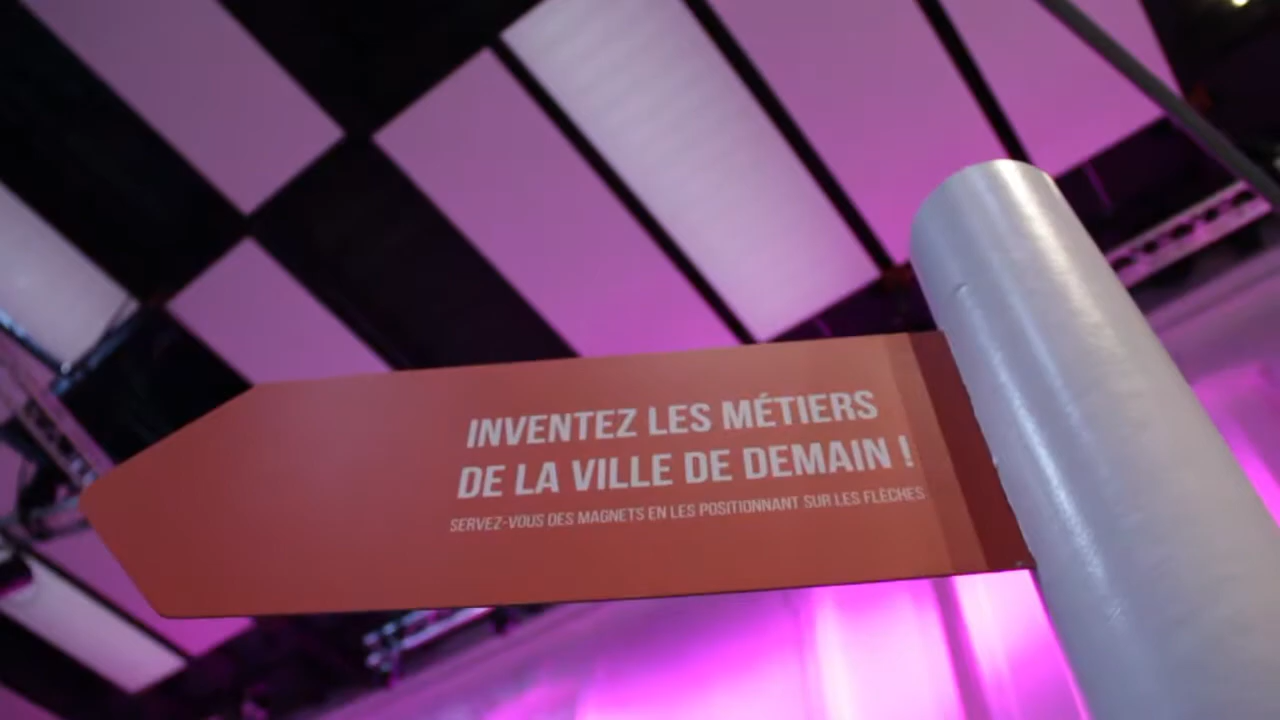 INVENTEZ LES MÉTIERS
DE LA VILLE DE DEMAIN !
SERVEZ-VOUS DES MAGNETS EN LES POSITIONNANT SUR LES FLÈCHES